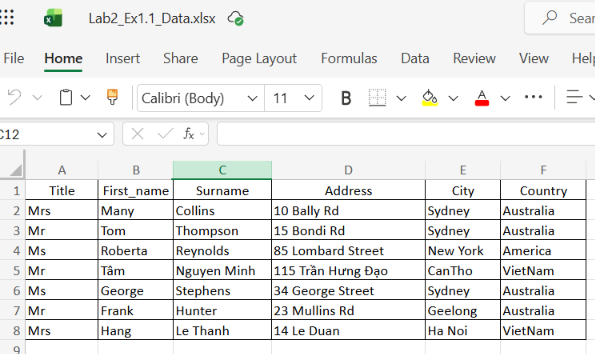 Lab2_Ex1.1_Data.xlsx
File Home Insert Share Page Layout Formulas Data Review View
Calibri (Body) 11 B A
fx
A B C D E F
1 Title First_name Surname Address City Country
2 Mrs Many Collins 10 Bally Rd Sydney Australia
3 Mr Tom Thompson 15 Bondi Rd Sydney Australia
4 Ms Roberta Reynolds 85 Lombard Street New York America
5 Mr Tâm Nguyen Minh 115 Trần Hưng Đạo CanTho VietNam
6 Ms George Stephens 34 George Street Sydney Australia
7 Mr Frank Hunter 23 Mullins Rd Geelong Australia
8 Mrs Hang Le Thanh 14 Le Duan Ha Noi VietNam